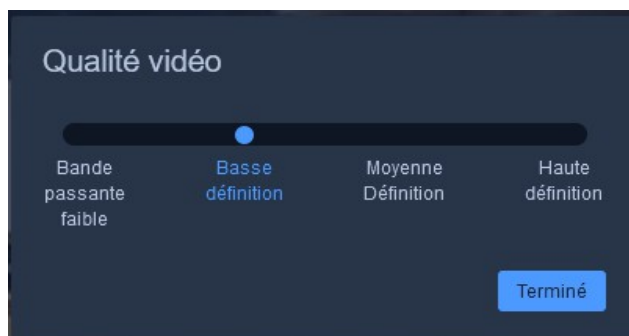 Qualité vidéo
Bande
passante
faible
Basse
définition
Moyenne
Définition
Haute
définition
Terminé